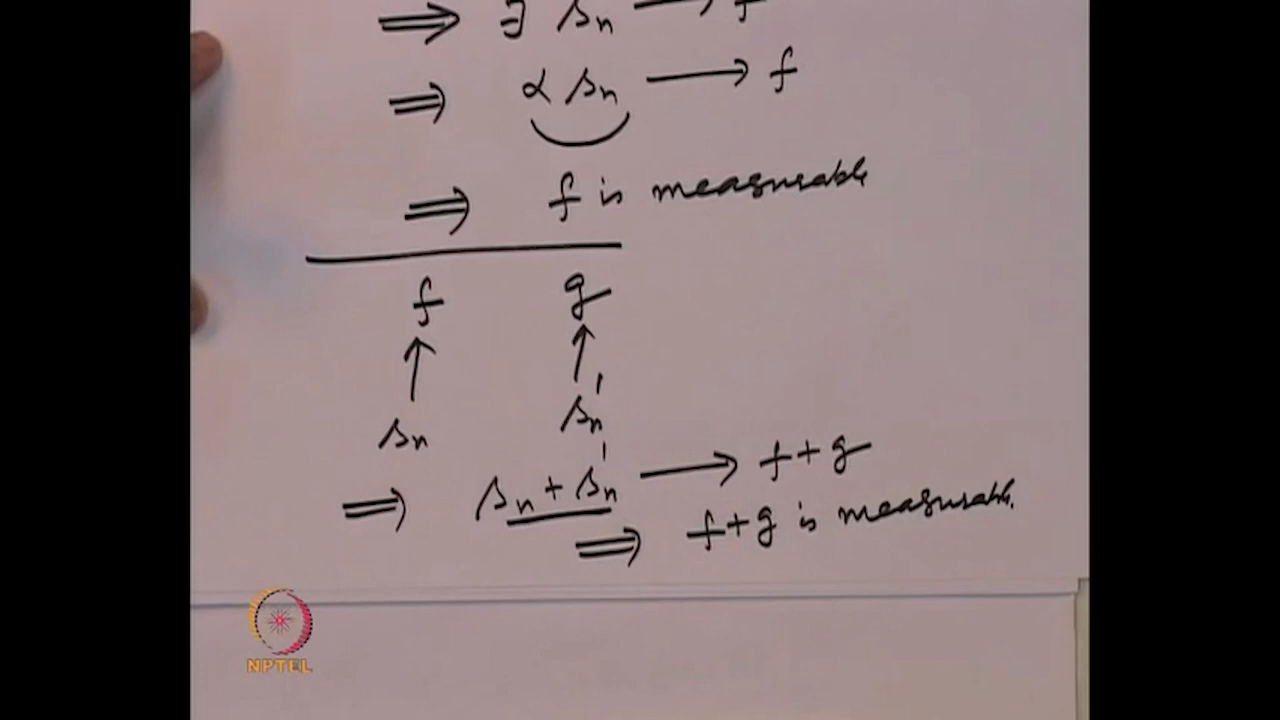 ⟹ ∃ sₙ ⟶ f
⟹ α sₙ ⟶ f
⟹ f is measurable
f g
↑ ↑
sₙ sₙ'
⟹ sₙ + sₙ' ⟶ f+g
⟹ f+g is measurable.
NPTEL